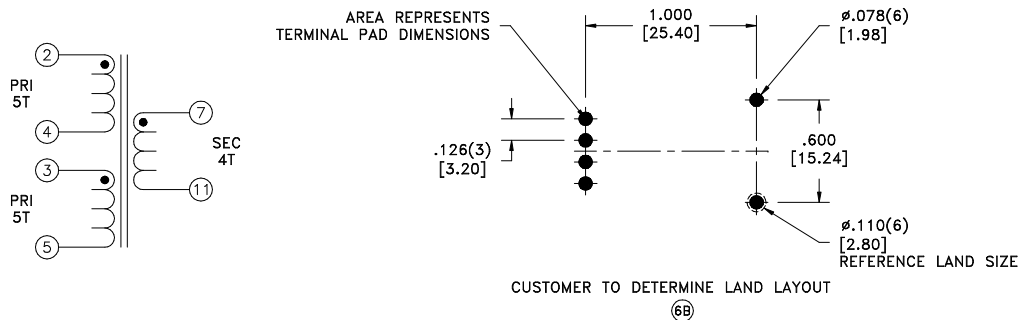 2
PRI
5T
4
3
PRI
5T
5
7
SEC
4T
11
AREA REPRESENTS
TERMINAL PAD DIMENSIONS
1.000
[25.40]
ø.078(6)
[1.98]
.126(3)
[3.20]
.600
[15.24]
ø.110(6)
[2.80]
REFERENCE LAND SIZE
CUSTOMER TO DETERMINE LAND LAYOUT
6B